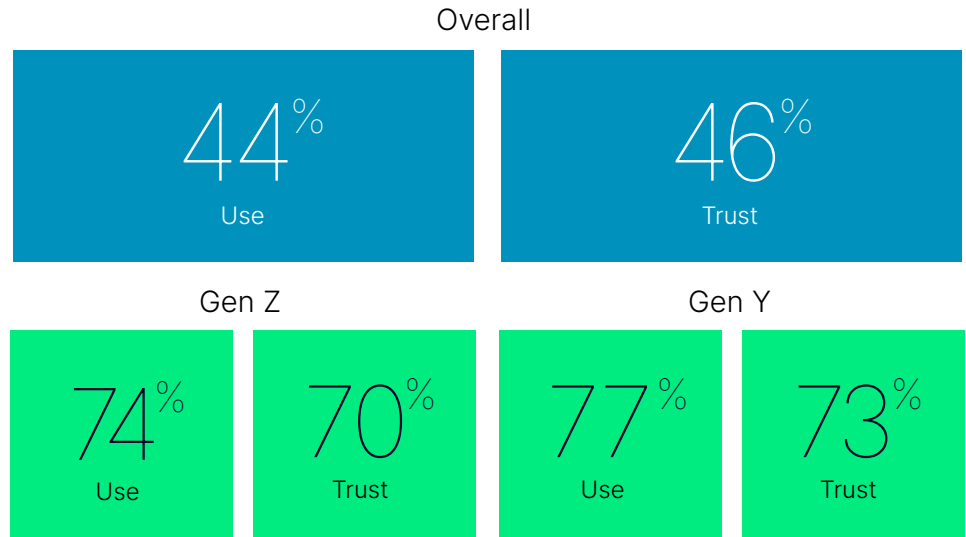 Overall
44%
Use
46%
Trust
Gen Z
Gen Y
74%
Use
70%
Trust
77%
Use
73%
Trust